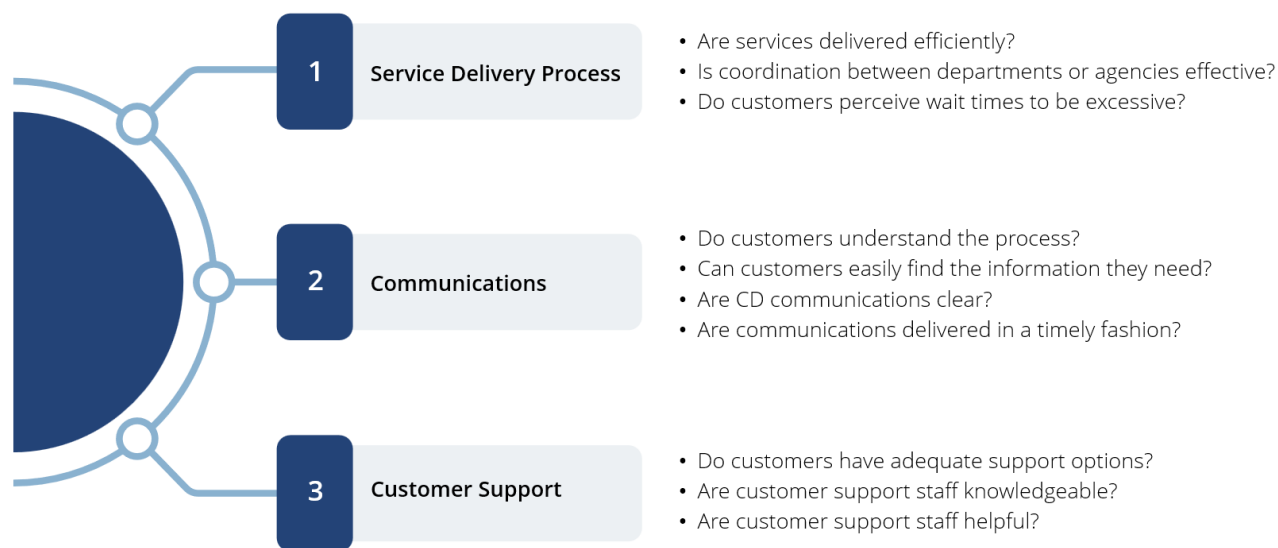 1
Service Delivery Process
• Are services delivered efficiently?
• Is coordination between departments or agencies effective?
• Do customers perceive wait times to be excessive?
2
Communications
• Do customers understand the process?
• Can customers easily find the information they need?
• Are CD communications clear?
• Are communications delivered in a timely fashion?
3
Customer Support
• Do customers have adequate support options?
• Are customer support staff knowledgeable?
• Are customer support staff helpful?